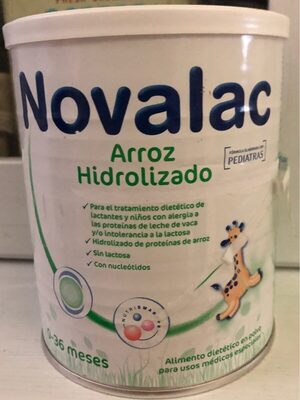 Novalac
Arroz
Hidrolizado
PEDIATRAS
Para el tratamiento dietético de
lactantes y niños con alergia a
las proteínas de leche de vaca
y/o intolerancia a la lactosa
Hidrolizado de proteínas de arroz
Sin lactosa
Con nucleótidos
0-36 meses
Alimento dietético en polvo
para usos médicos especiales